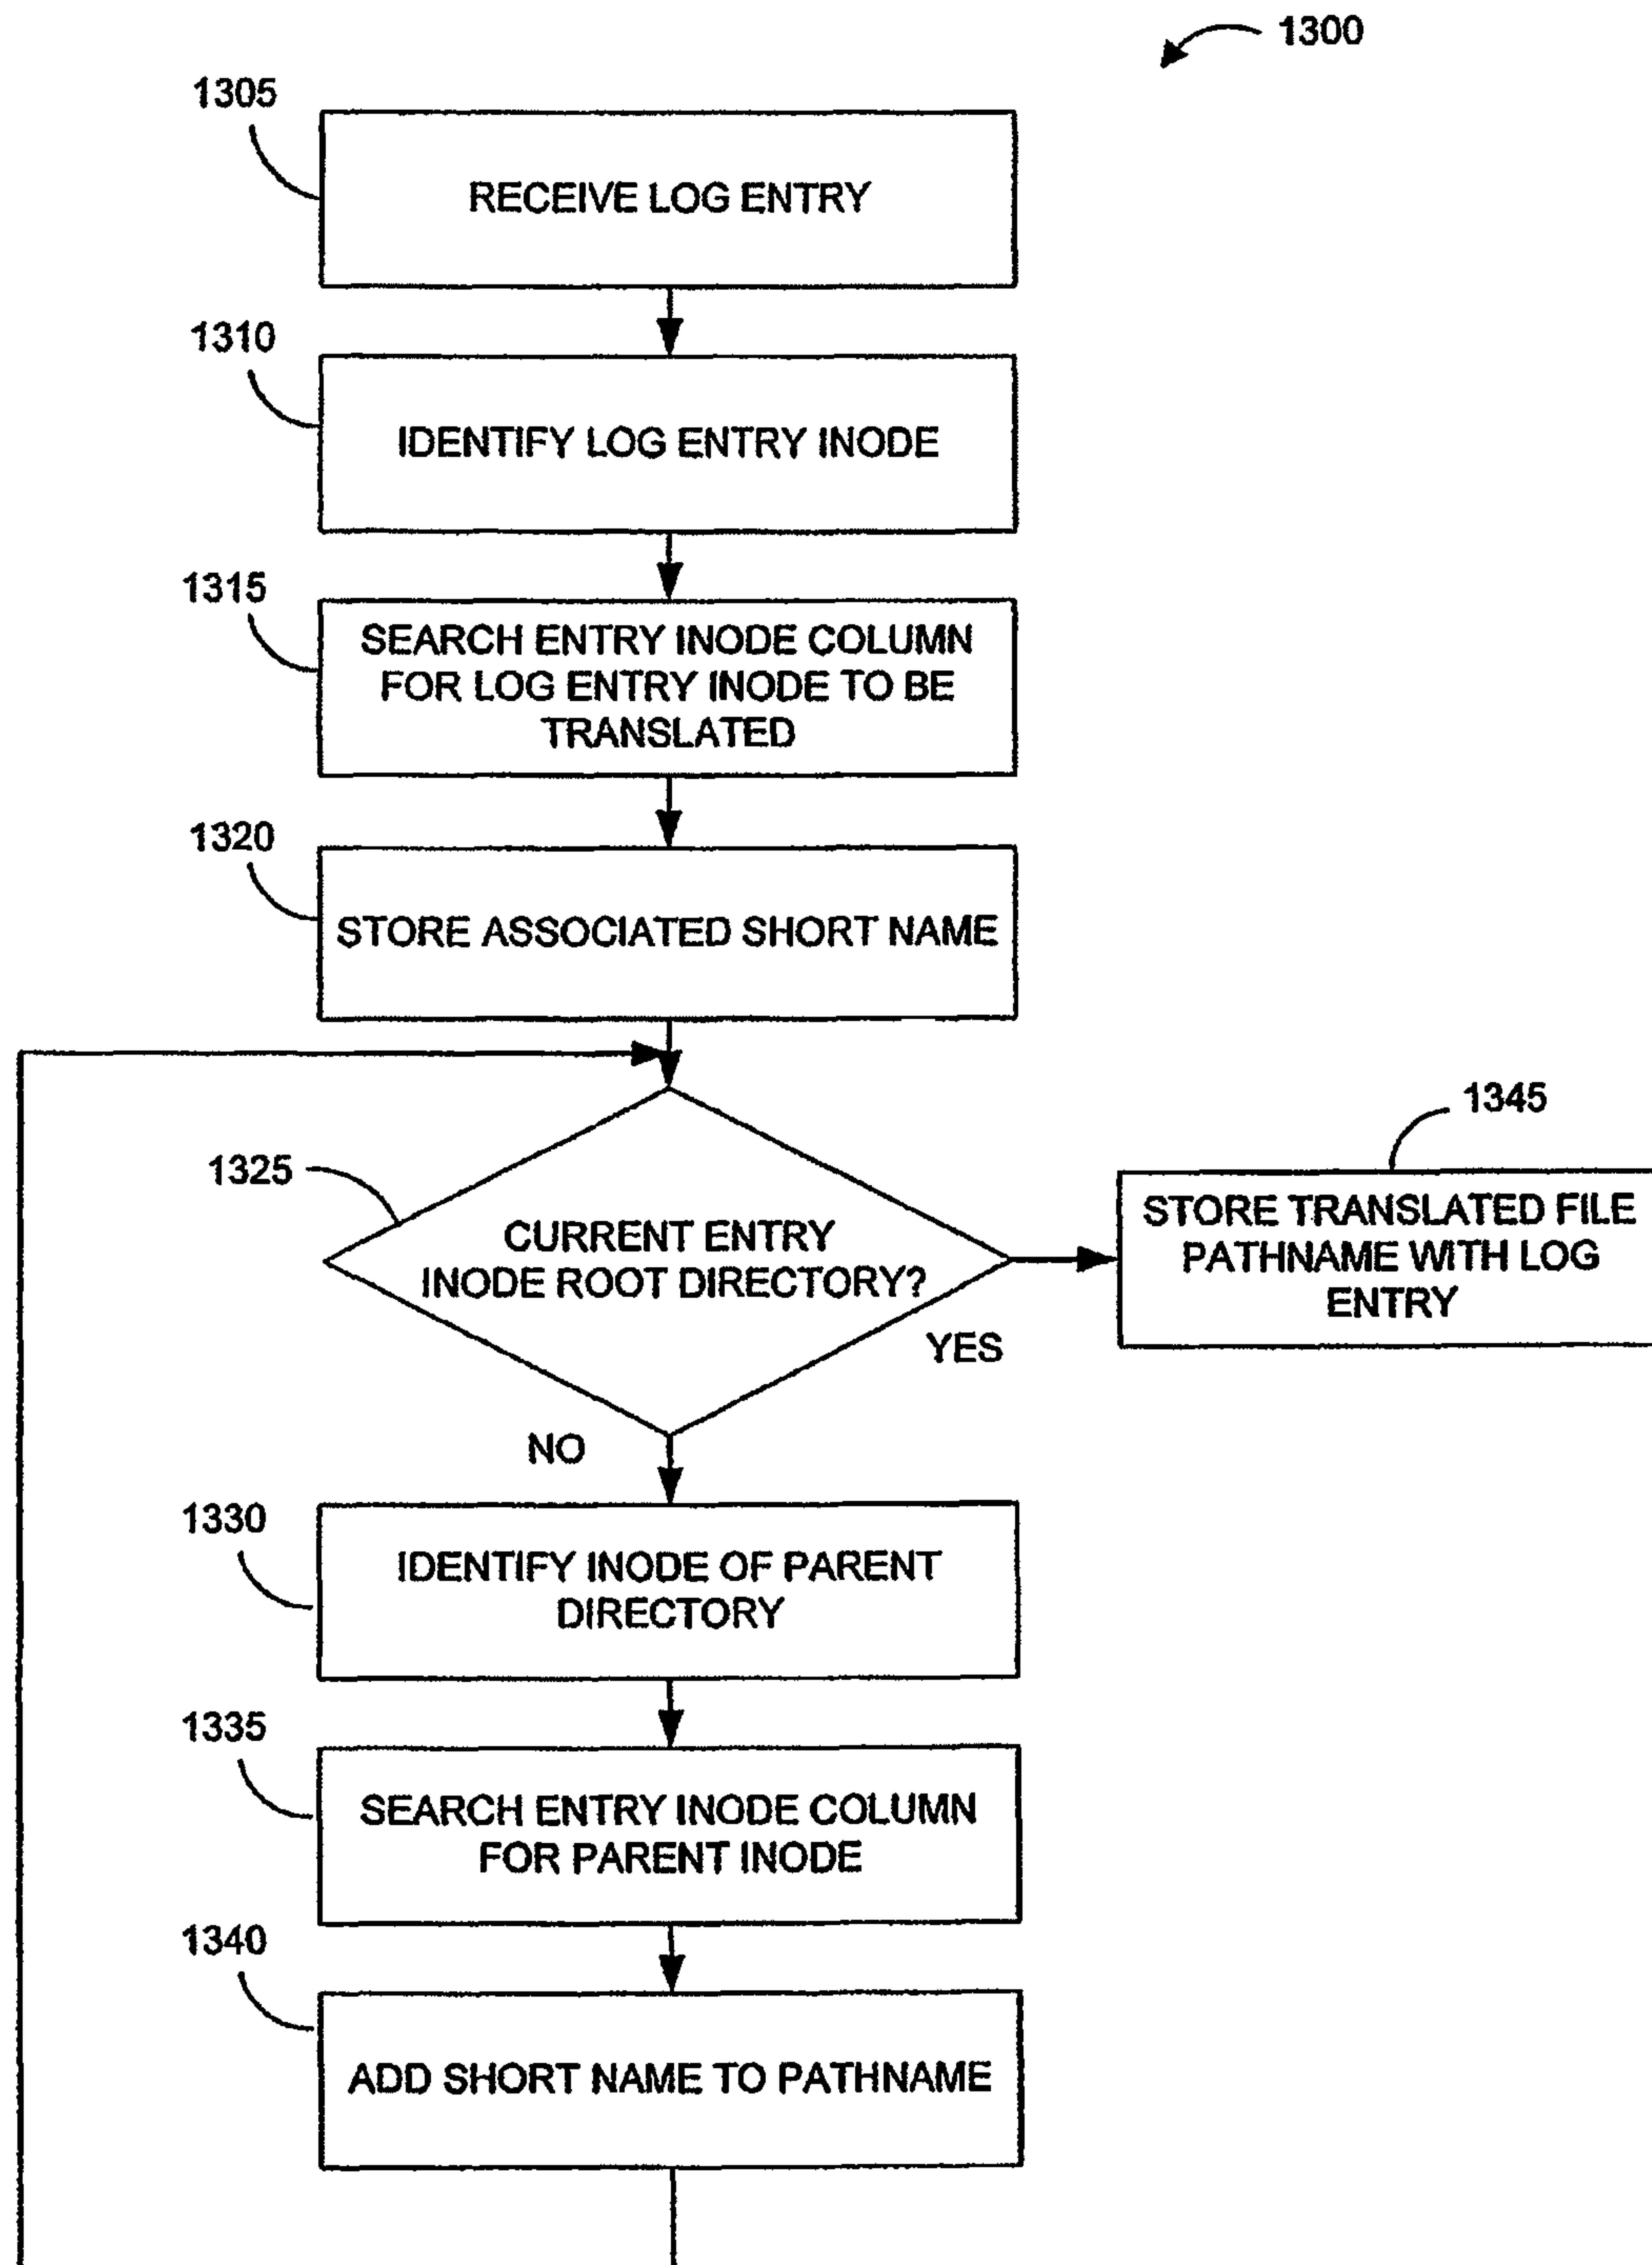 1300
1305
RECEIVE LOG ENTRY
1310
IDENTIFY LOG ENTRY INODE
1315
SEARCH ENTRY INODE COLUMN
FOR LOG ENTRY INODE TO BE
TRANSLATED
1320
STORE ASSOCIATED SHORT NAME
1325
CURRENT ENTRY
INODE ROOT DIRECTORY?
YES
1345
STORE TRANSLATED FILE
PATHNAME WITH LOG
ENTRY
NO
1330
IDENTIFY INODE OF PARENT
DIRECTORY
1335
SEARCH ENTRY INODE COLUMN
FOR PARENT INODE
1340
ADD SHORT NAME TO PATHNAME